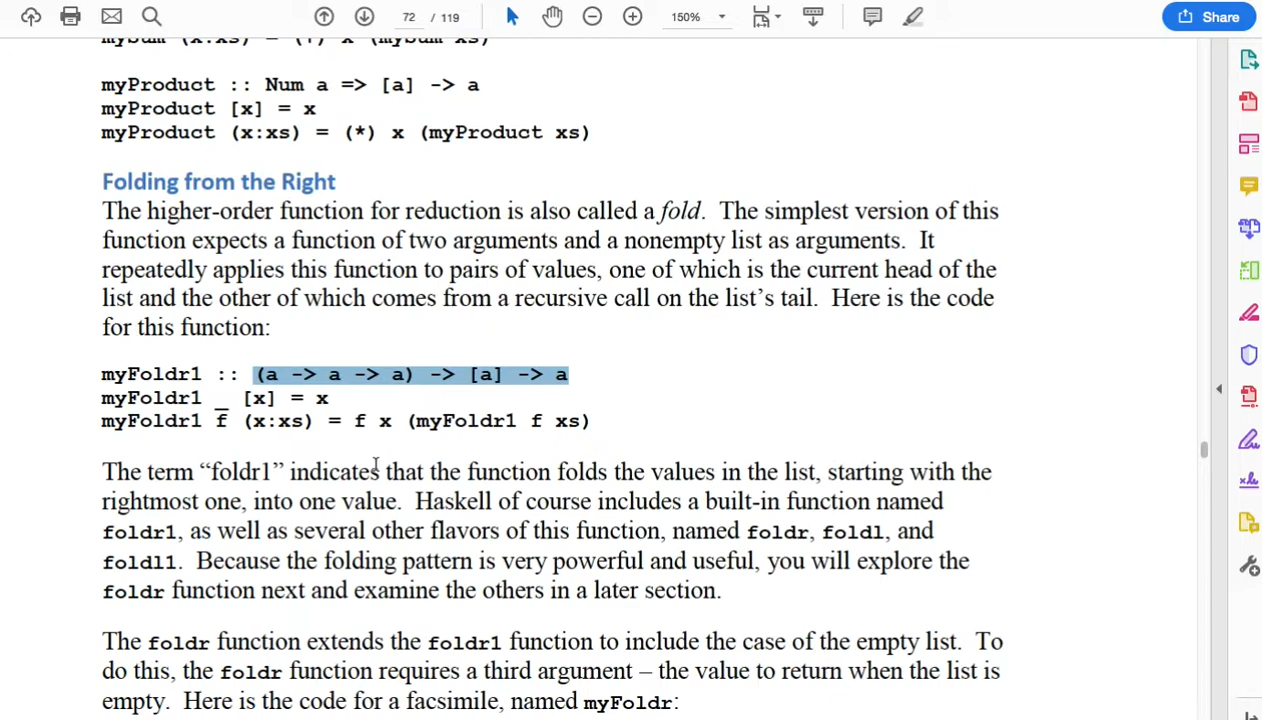 72 / 119
150%
Share
mySum (x:xs) = (+) x (mySum xs)
myProduct :: Num a => [a] -> a
myProduct [x] = x
myProduct (x:xs) = (*) x (myProduct xs)
Folding from the Right
The higher-order function for reduction is also called a fold. The simplest version of this
function expects a function of two arguments and a nonempty list as arguments. It
repeatedly applies this function to pairs of values, one of which is the current head of the
list and the other of which comes from a recursive call on the list’s tail. Here is the code
for this function:
myFoldr1 :: (a -> a -> a) -> [a] -> a
myFoldr1 _ [x] = x
myFoldr1 f (x:xs) = f x (myFoldr1 f xs)
The term “foldr1” indicates that the function folds the values in the list, starting with the
rightmost one, into one value. Haskell of course includes a built-in function named
foldr1, as well as several other flavors of this function, named foldr, foldl, and
foldl1. Because the folding pattern is very powerful and useful, you will explore the
foldr function next and examine the others in a later section.
The foldr function extends the foldr1 function to include the case of the empty list. To
do this, the foldr function requires a third argument – the value to return when the list is
empty. Here is the code for a facsimile, named myFoldr: